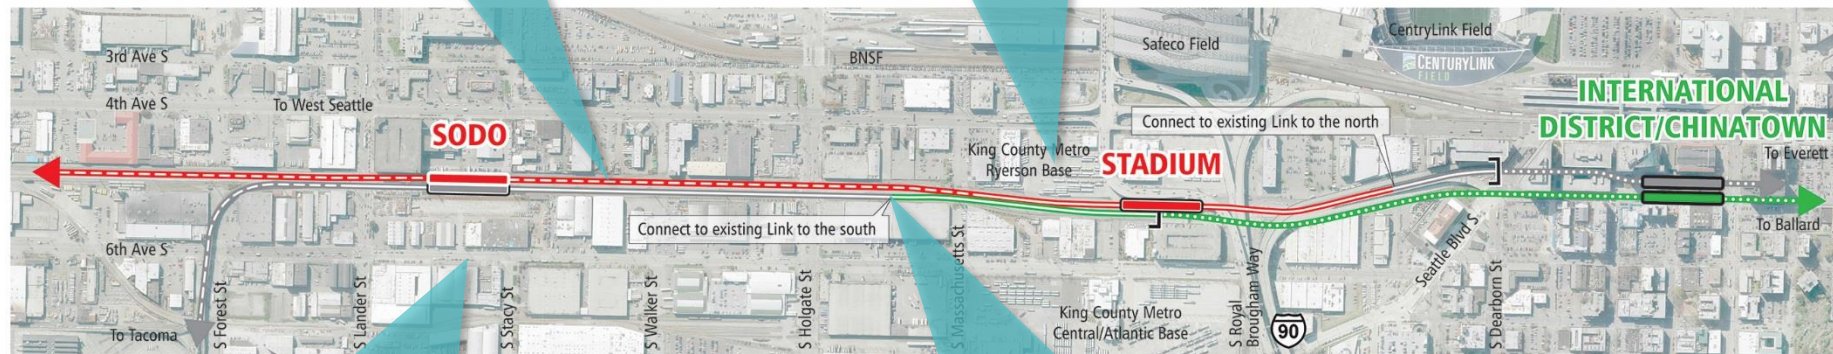 3rd Ave S
4th Ave S
To West Seattle
SODO
BNSF
Safeco Field
CentryLink Field
CENTURYLINK
FIELD
INTERNATIONAL
DISTRICT/CHINATOWN
To Everett
Connect to existing Link to the north
King County Metro
Ryerson Base
STADIUM
Connect to existing Link to the south
To Ballard
6th Ave S
To Tacoma
S Forest St
S Lander St
S Stacy St
S Walker St
S Holgate St
S Massachusetts St
King County Metro
Central/Atlantic Base
S Royal
Brougham Way
90
Seattle Blvd S
S Dearborn St